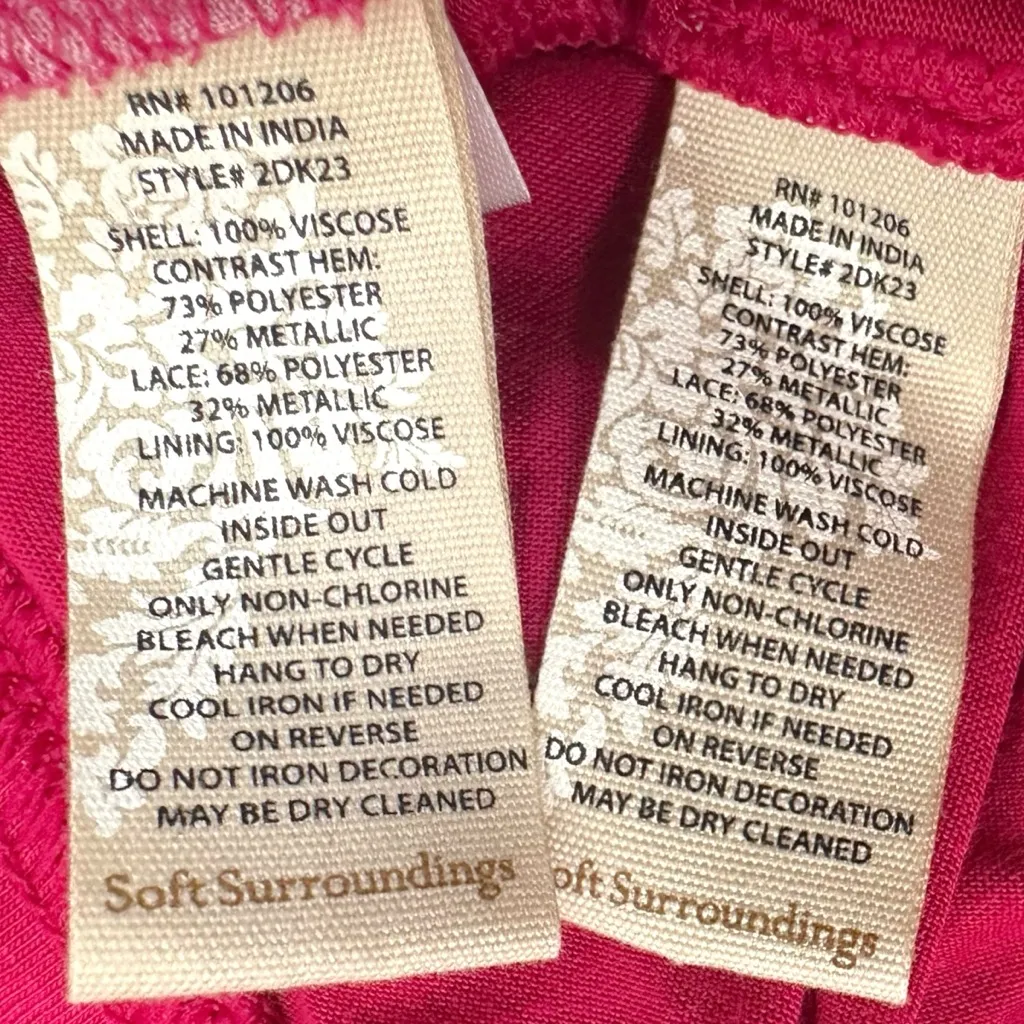 RN# 101206
MADE IN INDIA
STYLE# 2DK23
SHELL: 100% VISCOSE
CONTRAST HEM:
73% POLYESTER
27% METALLIC
LACE: 68% POLYESTER
32% METALLIC
LINING: 100% VISCOSE
MACHINE WASH COLD
INSIDE OUT
GENTLE CYCLE
ONLY NON-CHLORINE
BLEACH WHEN NEEDED
HANG TO DRY
COOL IRON IF NEEDED
ON REVERSE
DO NOT IRON DECORATION
MAY BE DRY CLEANED
Soft Surroundings
RN# 101206
MADE IN INDIA
STYLE# 2DK23
SHELL: 100% VISCOSE
CONTRAST HEM:
73% POLYESTER
27% METALLIC
LACE: 68% POLYESTER
32% METALLIC
LINING: 100% VISCOSE
MACHINE WASH COLD
INSIDE OUT
GENTLE CYCLE
ONLY NON-CHLORINE
BLEACH WHEN NEEDED
HANG TO DRY
COOL IRON IF NEEDED
ON REVERSE
DO NOT IRON DECORATION
MAY BE DRY CLEANED
oft Surroundings